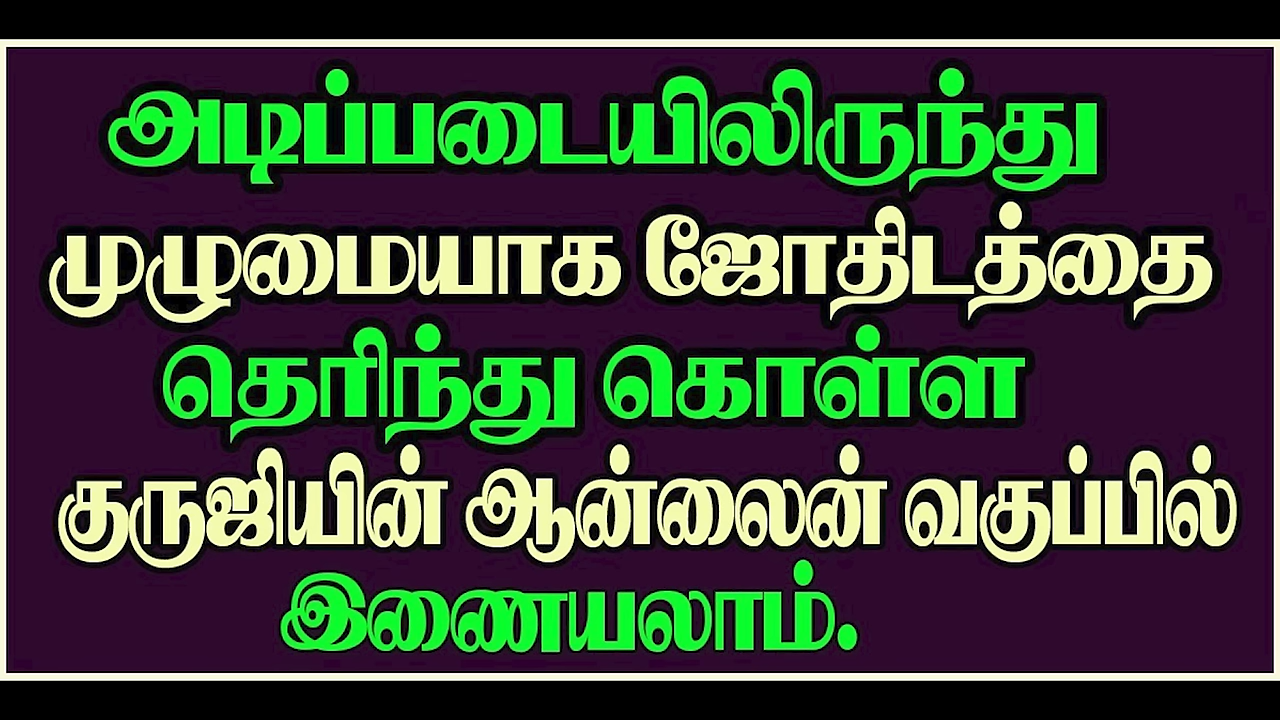 அடிப்படையிலிருந்து
முழுமையாக ஜோதிடத்தை
தெரிந்து கொள்ள
குருஜியின் ஆன்லைன் வகுப்பில்
இணையலாம்.